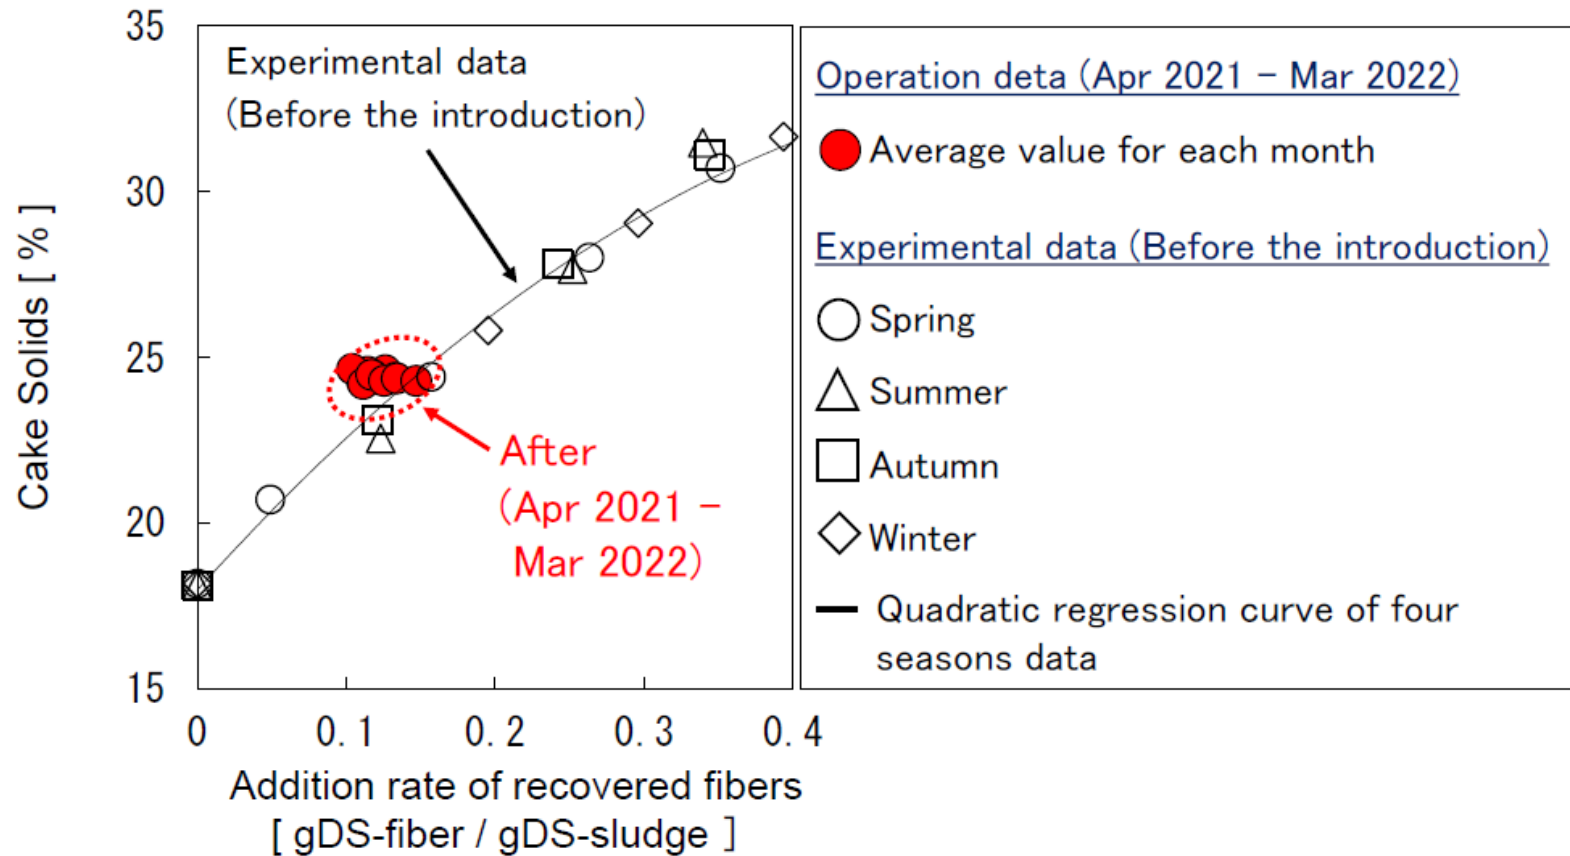 35
30
25
20
15
Cake Solids [ % ]
0
0.1
0.2
0.3
0.4
Addition rate of recovered fibers
[ gDS-fiber / gDS-sludge ]
Experimental data
(Before the introduction)
After
(Apr 2021 –
Mar 2022)
Operation deta (Apr 2021 – Mar 2022)
Average value for each month
Experimental data (Before the introduction)
Spring
Summer
Autumn
Winter
Quadratic regression curve of four
seasons data